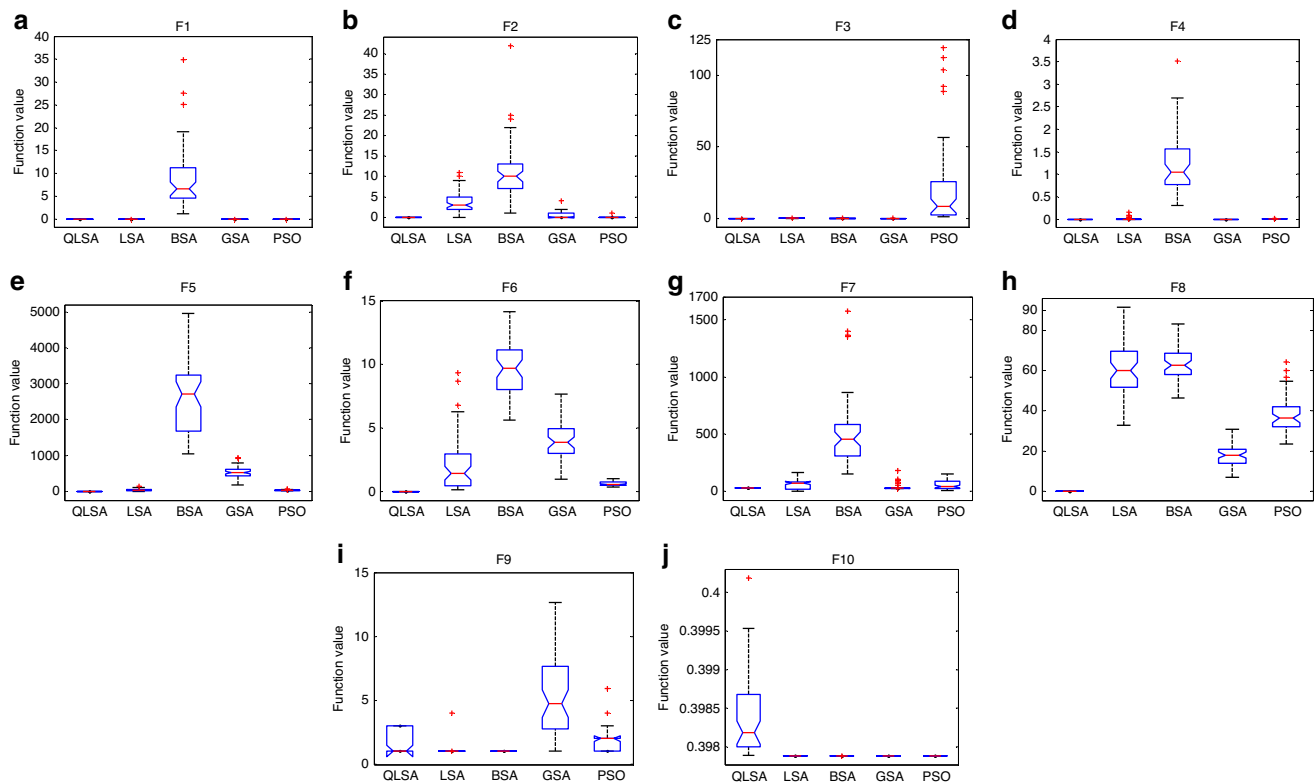 a
F1
Function value
40
35
30
25
20
15
10
5
0
QLSA LSA BSA GSA PSO
b
F2
Function value
40
35
30
25
20
15
10
5
0
QLSA LSA BSA GSA PSO
c
F3
Function value
125
100
50
0
QLSA LSA BSA GSA PSO
d
F4
Function value
4
3.5
3
2.5
2
1.5
1
0.5
0
QLSA LSA BSA GSA PSO
e
F5
Function value
5000
4000
3000
2000
1000
0
QLSA LSA BSA GSA PSO
f
F6
Function value
15
10
5
0
QLSA LSA BSA GSA PSO
g
F7
Function value
1700
1500
1000
500
0
QLSA LSA BSA GSA PSO
h
F8
Function value
90
80
60
40
20
0
QLSA LSA BSA GSA PSO
i
F9
Function value
15
10
5
0
QLSA LSA BSA GSA PSO
j
F10
Function value
0.4
0.3995
0.399
0.3985
0.398
QLSA LSA BSA GSA PSO